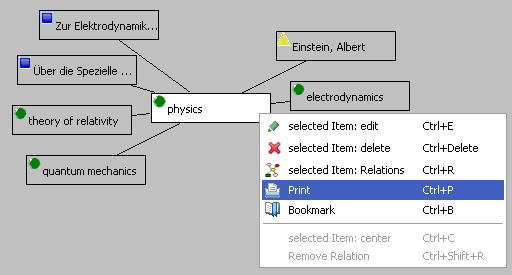 Zur Elektrodynamik...
Einstein, Albert
Über die Spezielle ...
electrodynamics
physics
theory of relativity
quantum mechanics
selected Item: edit Ctrl+E
selected Item: delete Ctrl+Delete
selected Item: Relations Ctrl+R
Print Ctrl+P
Bookmark Ctrl+B
selected Item: center Ctrl+C
Remove Relation Ctrl+Shift+R